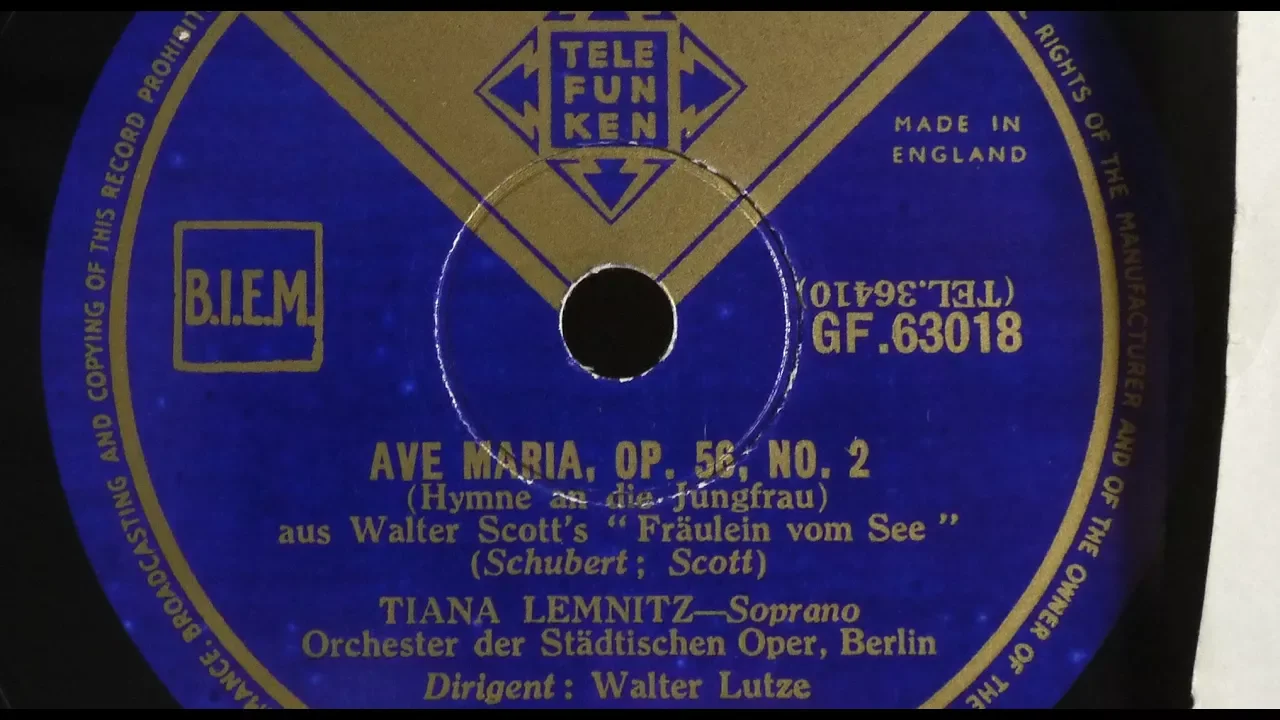 TELE
FUN
KEN
MADE IN
ENGLAND
B.I.E.M.
(TEL.36410)
GF.63018
AVE MARIA, OP. 56, NO. 2
(Hymne an die Jungfrau)
aus Walter Scott's "Fräulein vom See"
(Schubert; Scott)
TIANA LEMNITZ—Soprano
Orchester der Städtischen Oper, Berlin
Dirigent: Walter Lutze
RIGHTS OF THE MANUFACTURER AND OF THE OWNER OF THE
BROADCASTING AND COPYING OF THIS RECORD